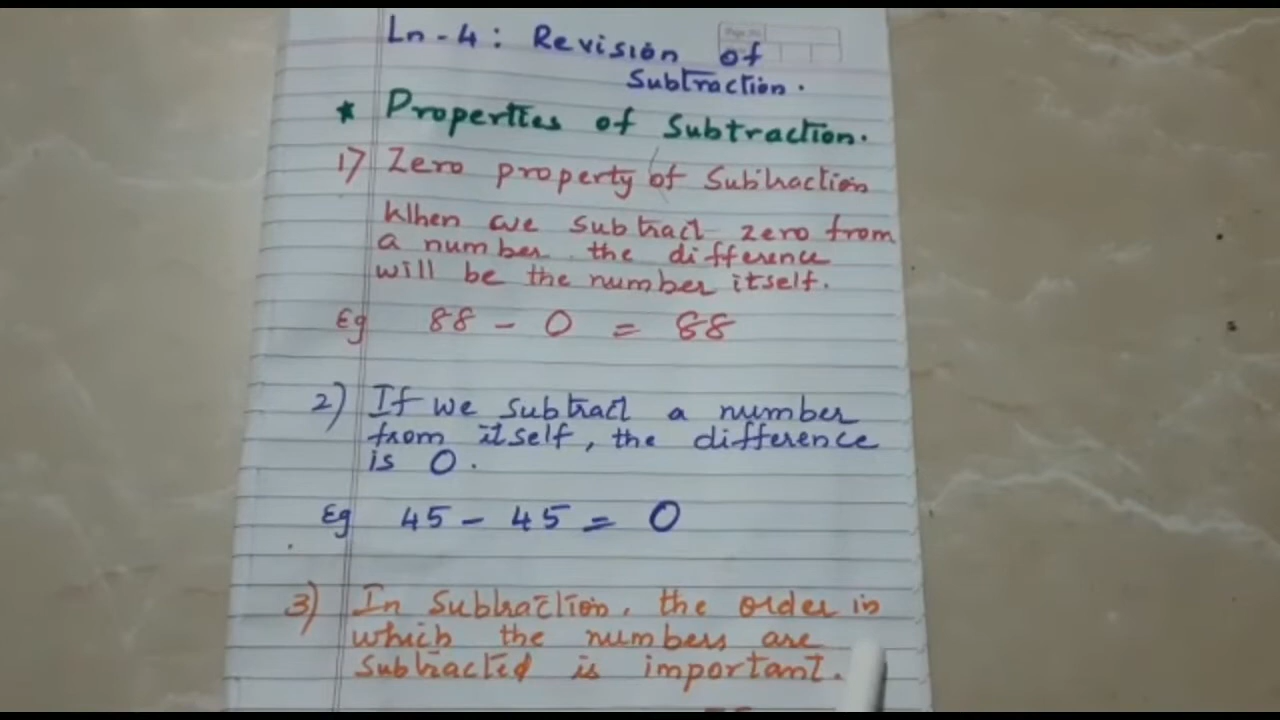 Ln - 4 : Revision of
Subtraction.
* Properties of Subtraction.
1) Zero property of Subtraction
When we subtract zero from
a number the difference
will be the number itself.
Eg 88 - 0 = 88
2) If we subtract a number
from itself, the difference
is 0.
Eg 45 - 45 = 0
3) In Subtraction, the order in
which the numbers are
subtracted is important.